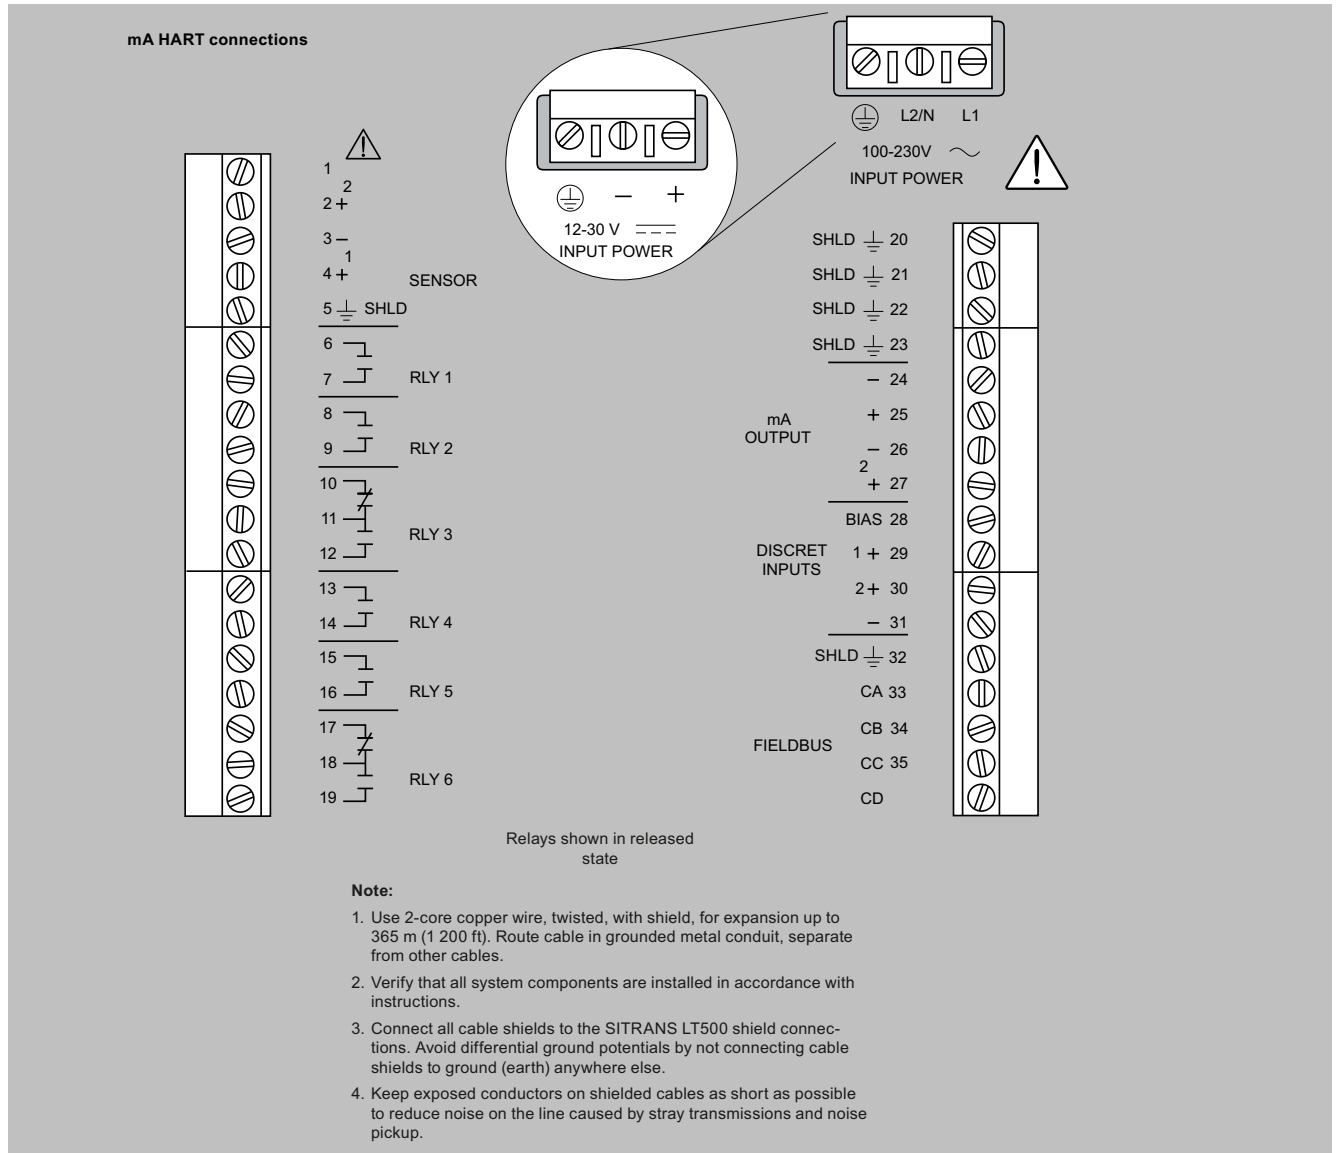 mA HART connections
L2/N L1
100-230V
INPUT POWER
− +
12-30 V
INPUT POWER
1
2
2 +
3 −
1
4 +
SENSOR
5 SHLD
6
7 RLY 1
8
9 RLY 2
10
11
RLY 3
12
13
14 RLY 4
15
16 RLY 5
17
18
RLY 6
19
SHLD 20
SHLD 21
SHLD 22
SHLD 23
− 24
+ 25
mA
OUTPUT
− 26
2
+ 27
BIAS 28
DISCRET
INPUTS
1 + 29
2 + 30
− 31
SHLD 32
CA 33
CB 34
FIELDBUS
CC 35
CD
Relays shown in released
state
Note:
1. Use 2-core copper wire, twisted, with shield, for expansion up to
365 m (1 200 ft). Route cable in grounded metal conduit, separate
from other cables.
2. Verify that all system components are installed in accordance with
instructions.
3. Connect all cable shields to the SITRANS LT500 shield connec-
tions. Avoid differential ground potentials by not connecting cable
shields to ground (earth) anywhere else.
4. Keep exposed conductors on shielded cables as short as possible
to reduce noise on the line caused by stray transmissions and noise
pickup.